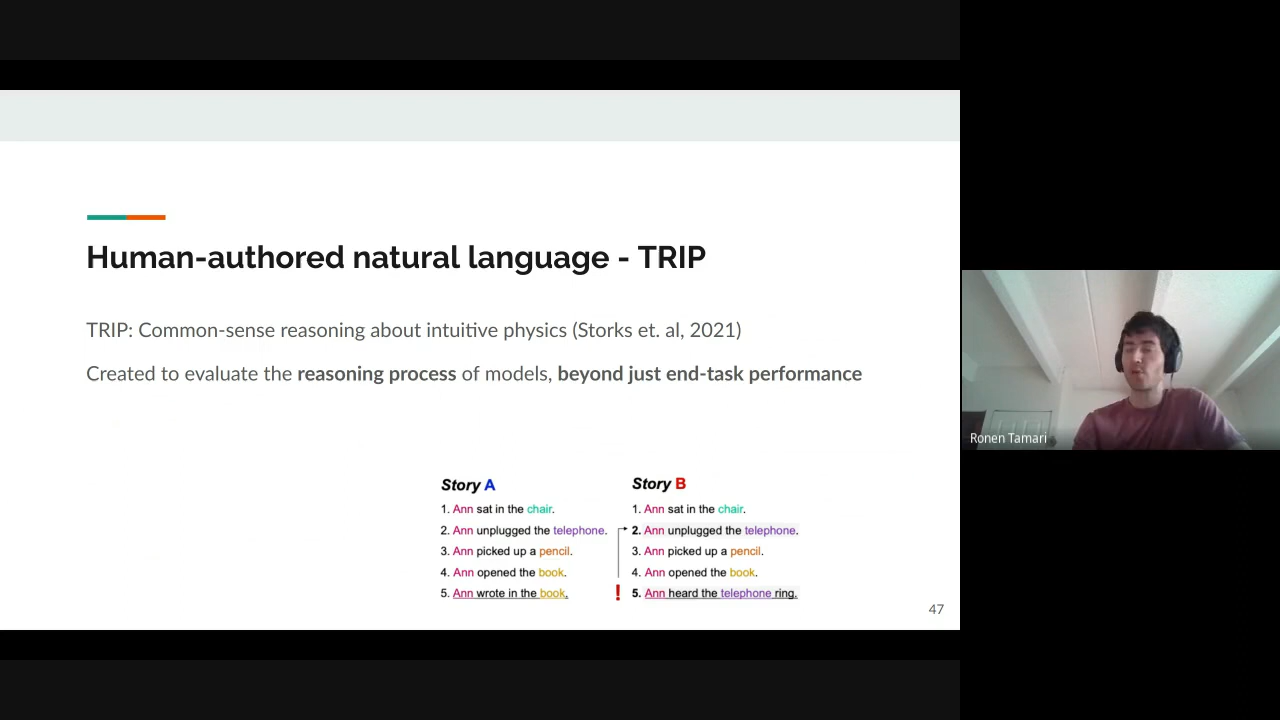 Human-authored natural language - TRIP
TRIP: Common-sense reasoning about intuitive physics (Storks et. al, 2021)
Created to evaluate the reasoning process of models, beyond just end-task performance
Story A
1. Ann sat in the chair.
2. Ann unplugged the telephone.
3. Ann picked up a pencil.
4. Ann opened the book.
5. Ann wrote in the book.
Story B
1. Ann sat in the chair.
2. Ann unplugged the telephone.
3. Ann picked up a pencil.
4. Ann opened the book.
! 5. Ann heard the telephone ring.
47
Ronen Tamari